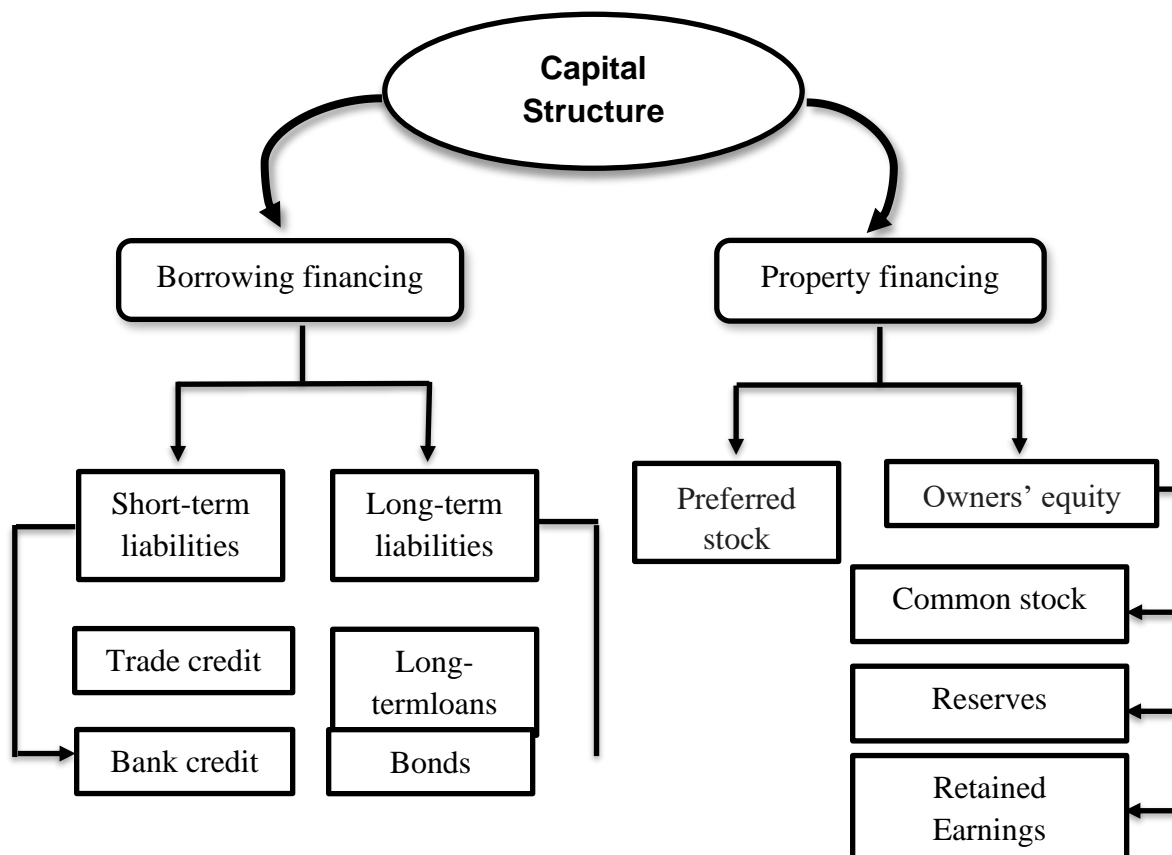 Capital
Structure
Borrowing financing
Property financing
Short-term
liabilities
Long-term
liabilities
Preferred
stock
Owners’ equity
Common stock
Trade credit
Long-
termloans
Reserves
Bank credit
Bonds
Retained
Earnings